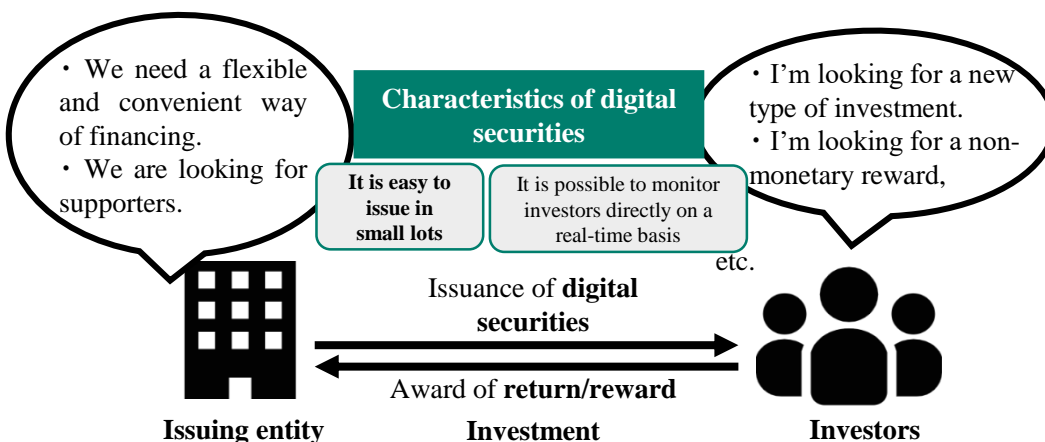 ・ We need a flexible
and convenient way
of financing.
・ We are looking for
supporters.
Characteristics of digital
securities
It is easy to
issue in
small lots
It is possible to monitor
investors directly on a
real-time basis
etc.
・ I’m looking for a new
type of investment.
・ I’m looking for a non-
monetary reward,
Issuance of digital
securities
Award of return/reward
Issuing entity
Investment
Investors